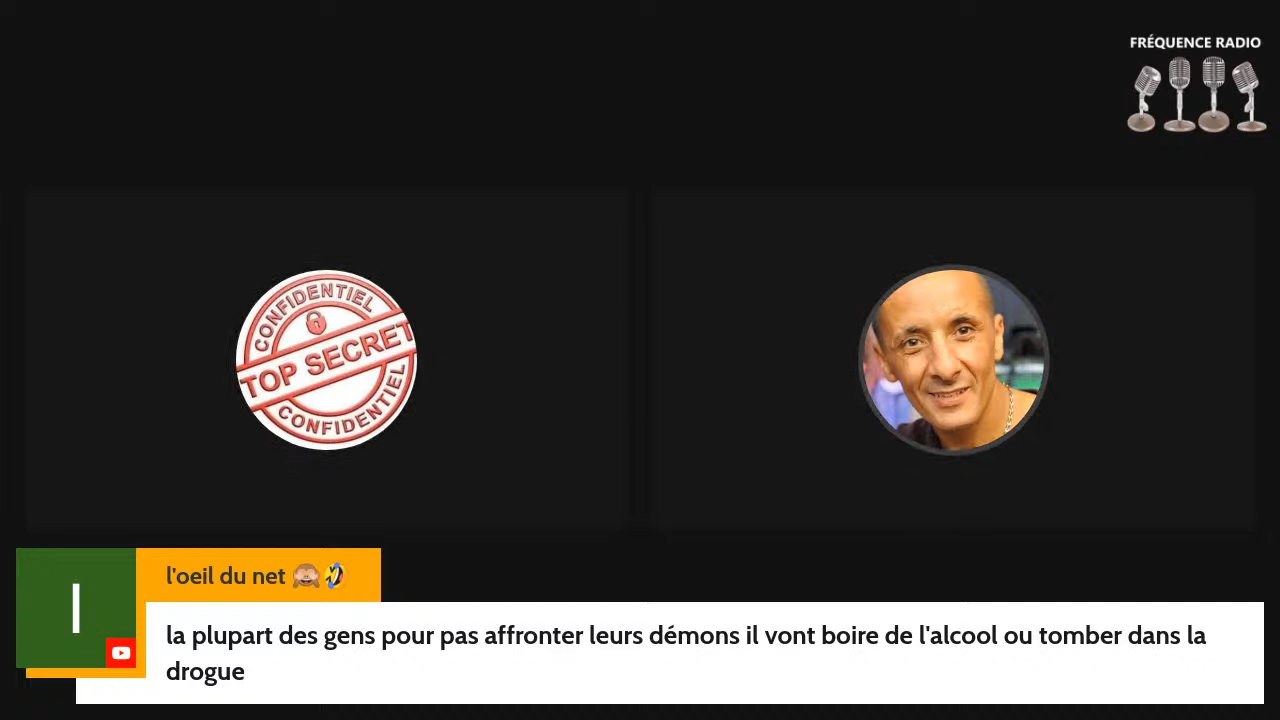 FRÉQUENCE RADIO
CONFIDENTIEL
TOP SECRET
CONFIDENTIEL
l'oeil du net 🙈🤣
I
la plupart des gens pour pas affronter leurs démons il vont boire de l'alcool ou tomber dans la
drogue